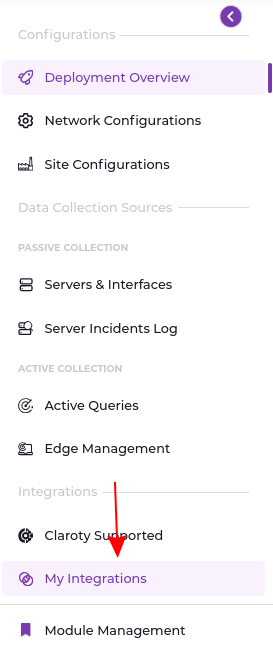 Configurations
Deployment Overview
Network Configurations
Site Configurations
Data Collection Sources
PASSIVE COLLECTION
Servers & Interfaces
Server Incidents Log
ACTIVE COLLECTION
Active Queries
Edge Management
Integrations
Claroty Supported
My Integrations
Module Management